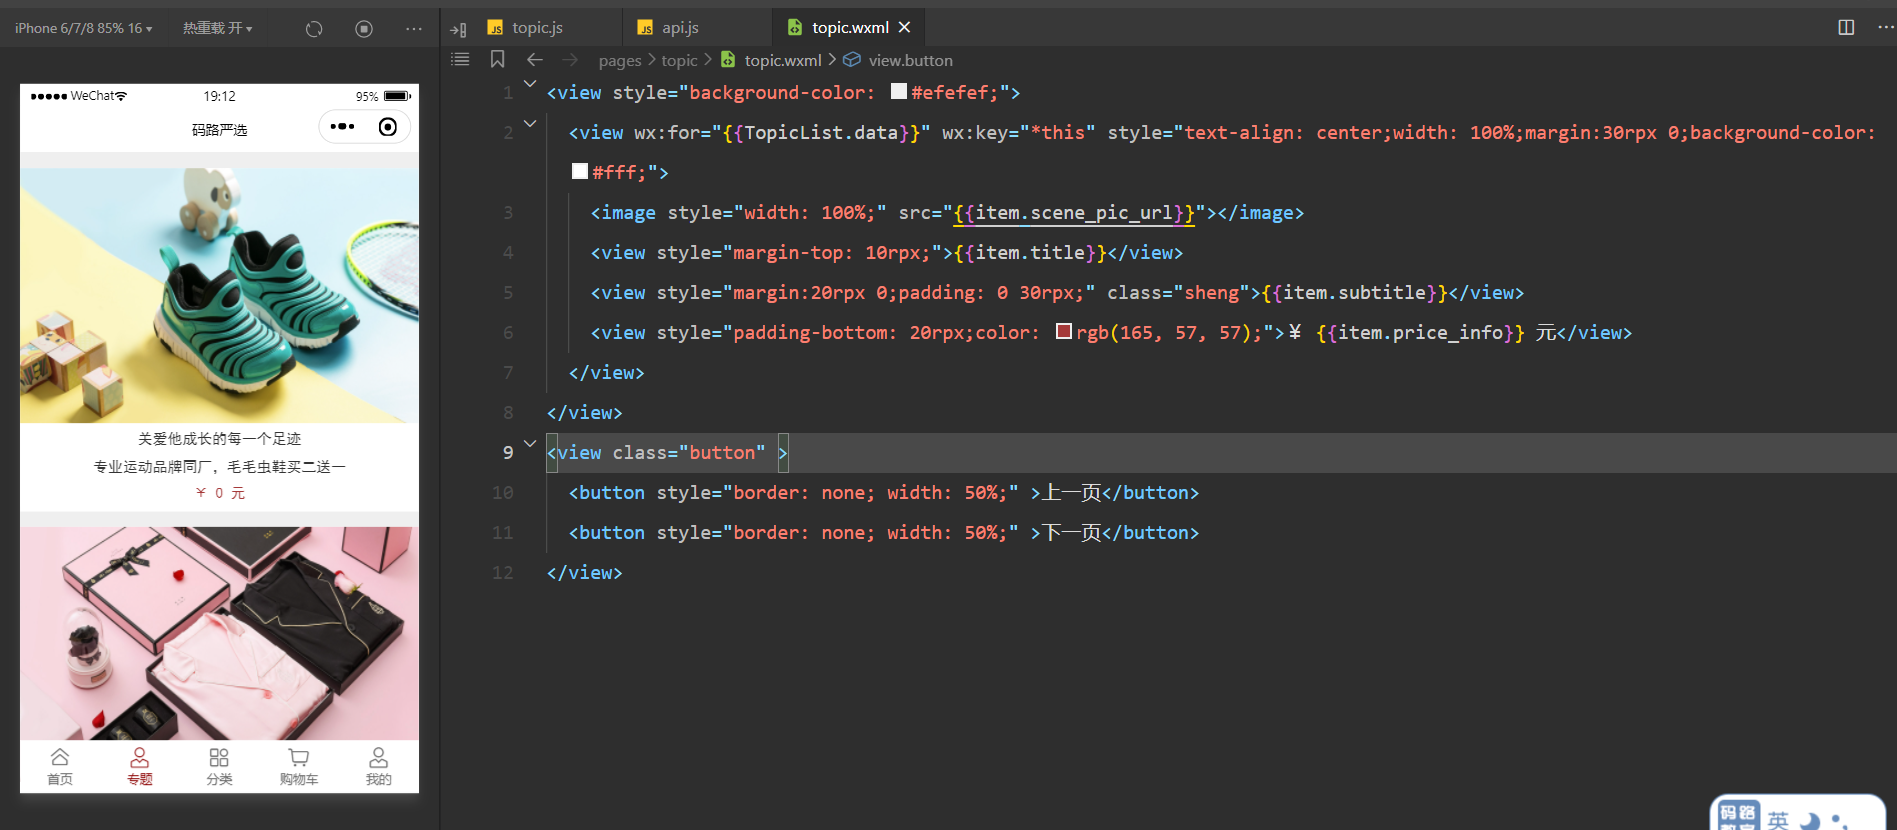 iPhone 6/7/8 85% 16
热重载 开
topic.js
api.js
topic.wxml
pages
topic
topic.wxml
view.button
WeChat
19:12
95%
码路严选
关爱他成长的每一个足迹
专业运动品牌同厂，毛毛虫鞋买二送一
￥ 0 元
首页
专题
分类
购物车
我的
1 <view style="background-color: #efefef;">
2 <view wx:for="{{TopicList.data}}" wx:key="*this" style="text-align: center;width: 100%;margin:30rpx 0;background-color:
#fff;">
3 <image style="width: 100%;" src="{{item.scene_pic_url}}"></image>
4 <view style="margin-top: 10rpx;">{{item.title}}</view>
5 <view style="margin:20rpx 0;padding: 0 30rpx;" class="sheng">{{item.subtitle}}</view>
6 <view style="padding-bottom: 20rpx;color: rgb(165, 57, 57);">￥ {{item.price_info}} 元</view>
7 </view>
8 </view>
9 <view class="button" >
10 <button style="border: none; width: 50%;" >上一页</button>
11 <button style="border: none; width: 50%;" >下一页</button>
12 </view>
码路
英